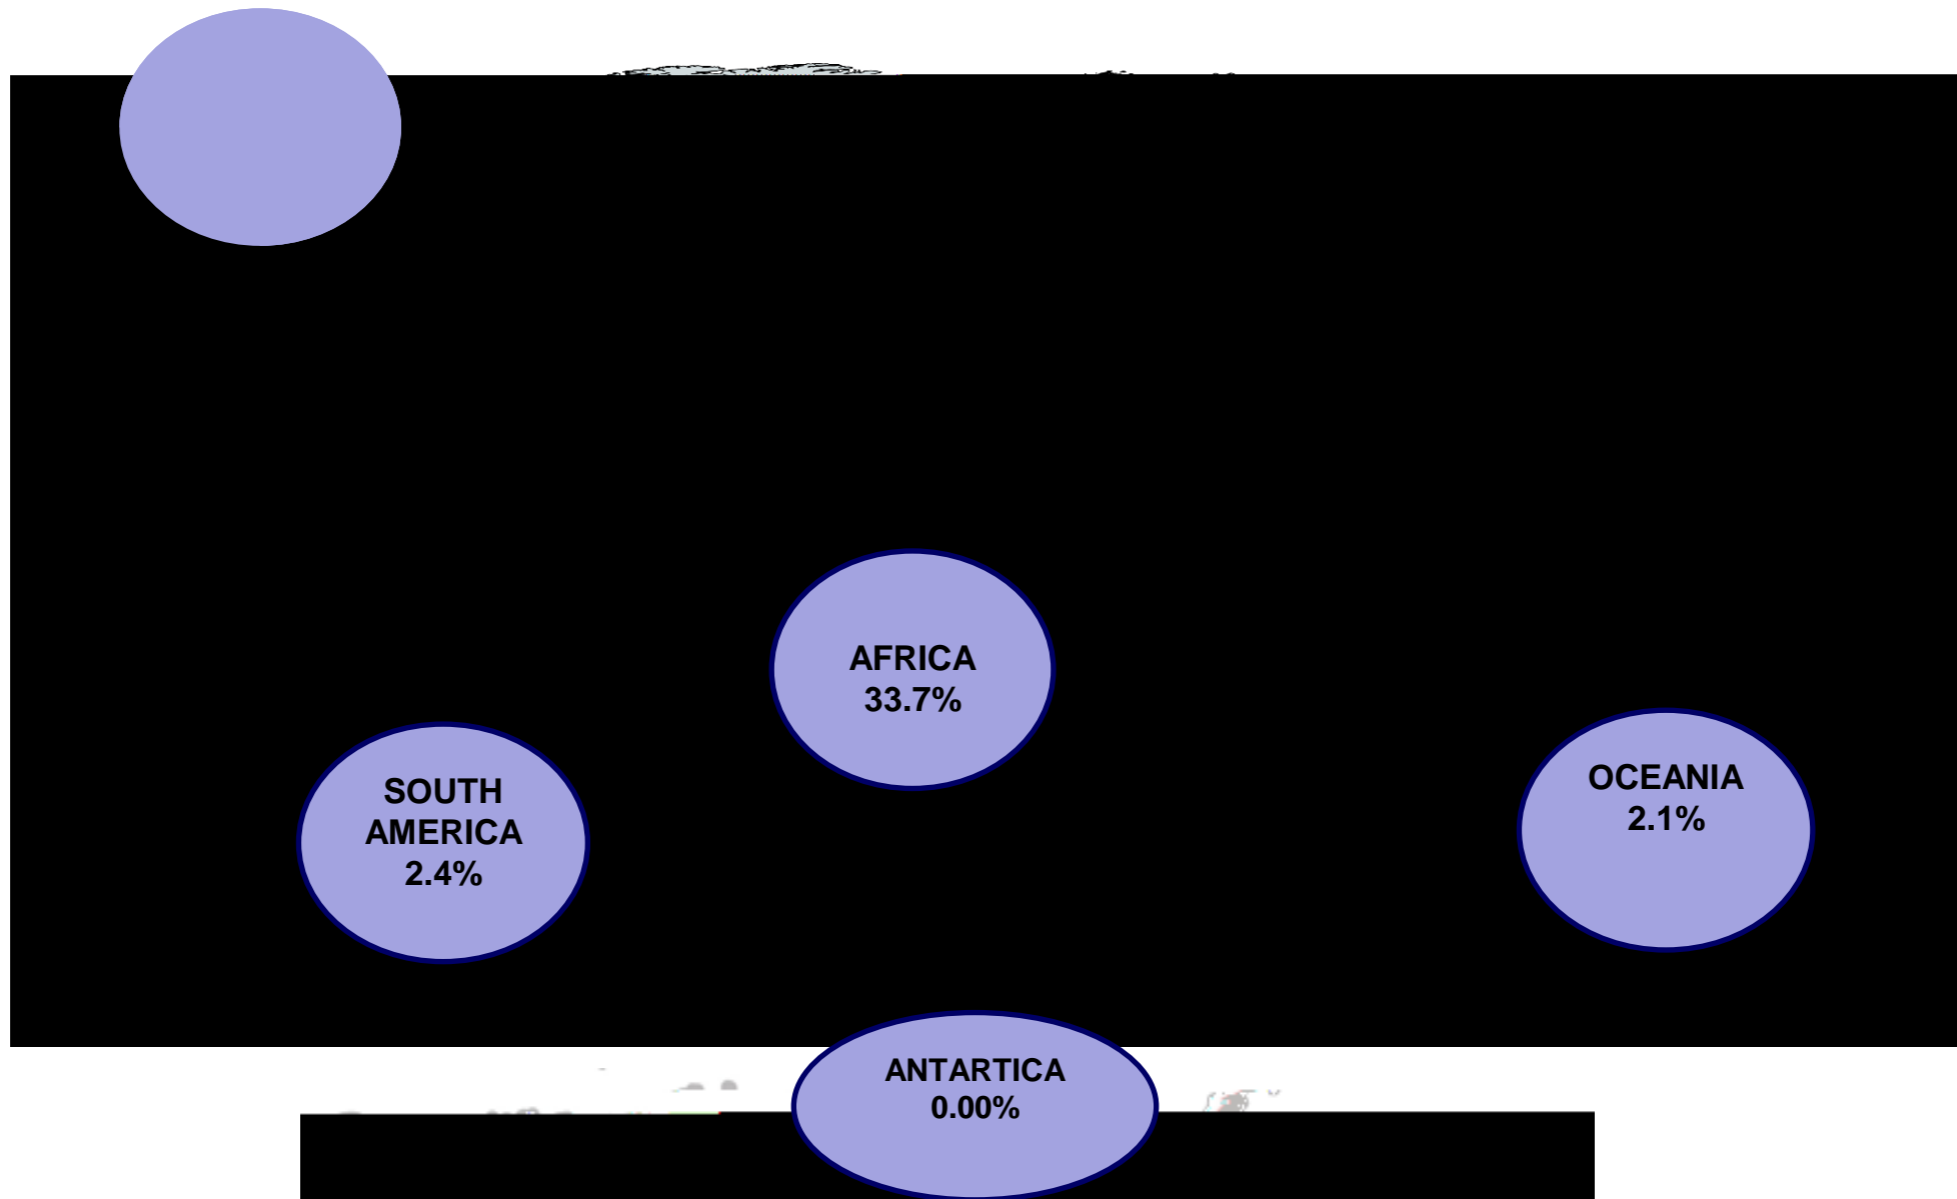 AFRICA
33.7%
SOUTH
AMERICA
2.4%
OCEANIA
2.1%
ANTARTICA
0.00%